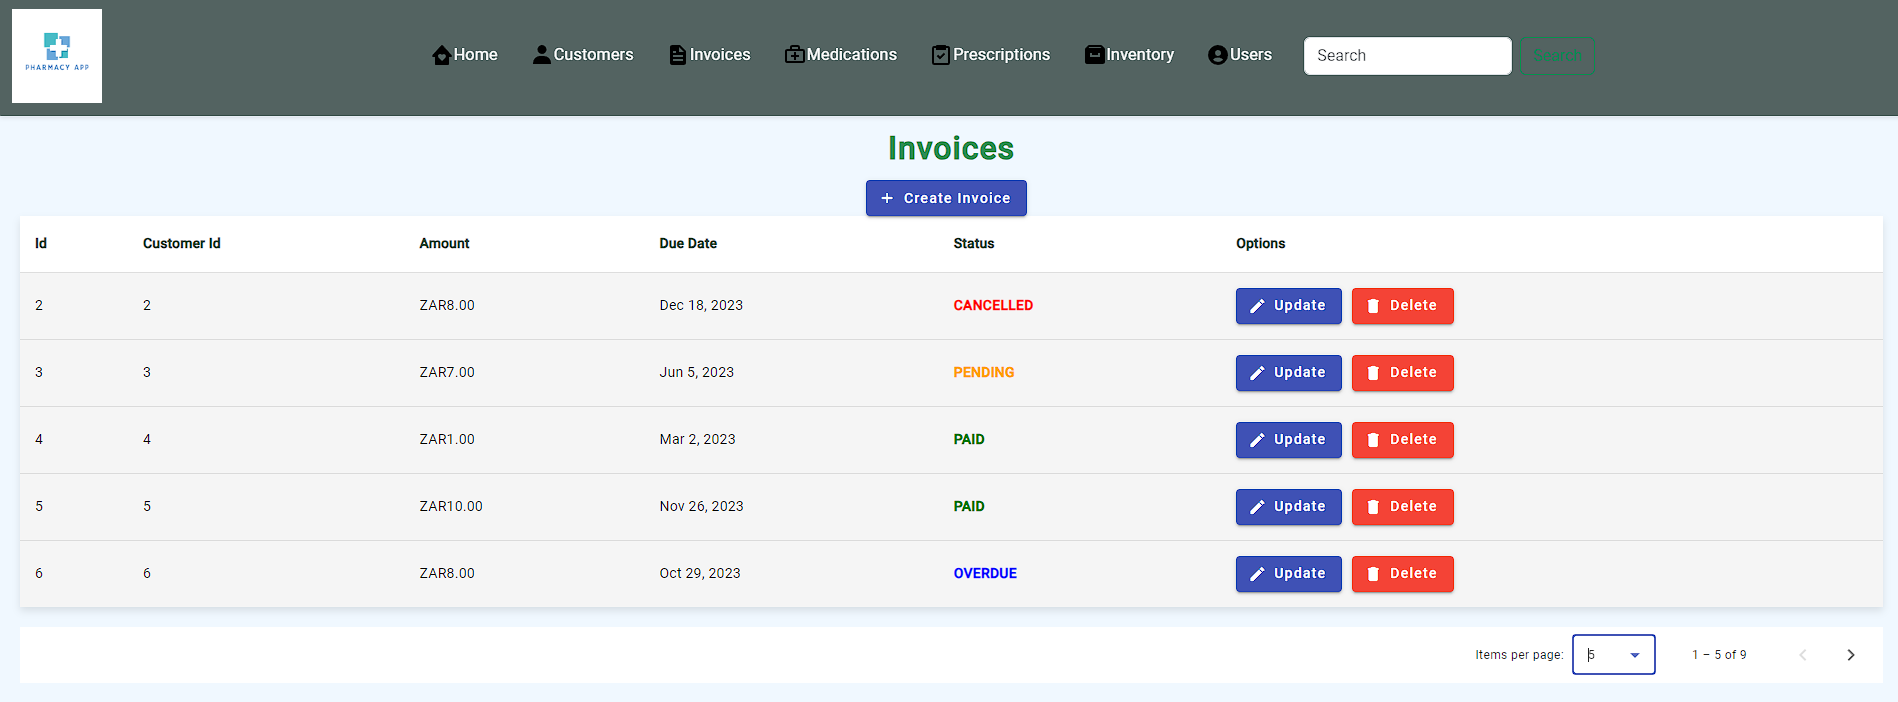 PHARMACY APP
Home Customers Invoices Medications Prescriptions Inventory Users Search Search
Invoices
+ Create Invoice
Id Customer Id Amount Due Date Status Options
2 2 ZAR8.00 Dec 18, 2023 CANCELLED Update Delete
3 3 ZAR7.00 Jun 5, 2023 PENDING Update Delete
4 4 ZAR1.00 Mar 2, 2023 PAID Update Delete
5 5 ZAR10.00 Nov 26, 2023 PAID Update Delete
6 6 ZAR8.00 Oct 29, 2023 OVERDUE Update Delete
Items per page: 5 1 – 5 of 9